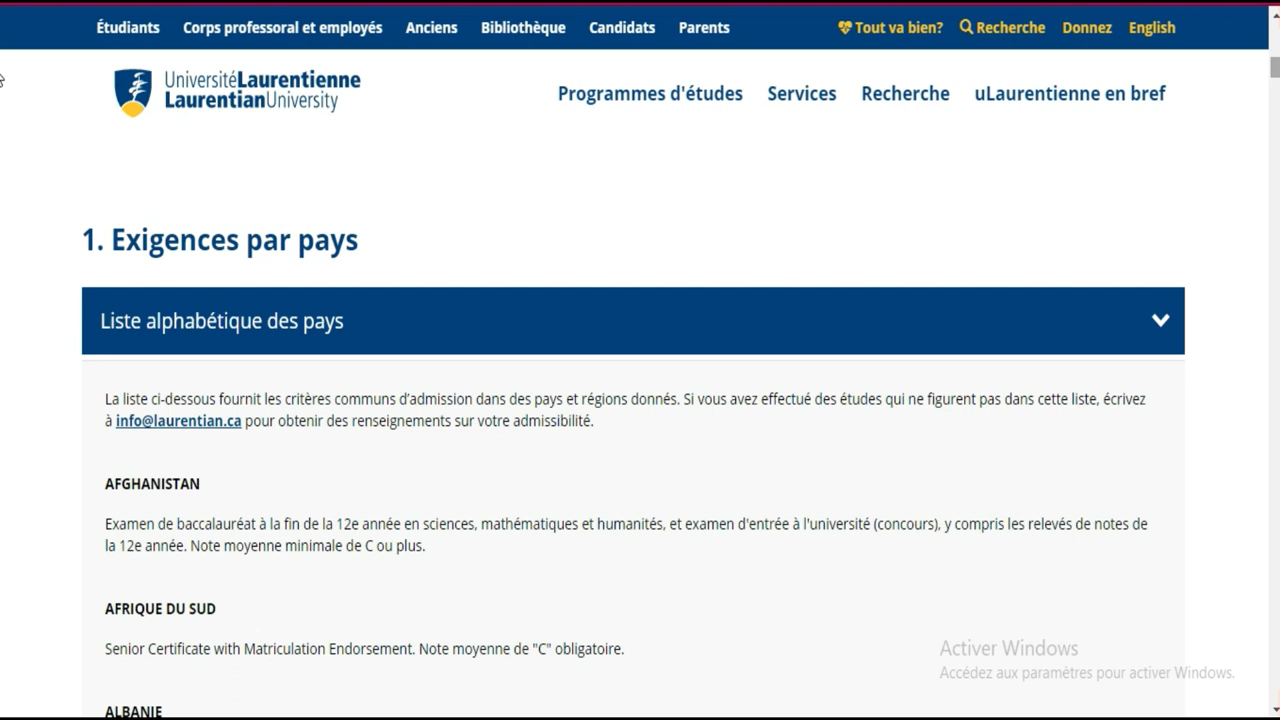 Étudiants Corps professoral et employés Anciens Bibliothèque Candidats Parents Tout va bien? Recherche Donnez English
UniversitéLaurentienne
LaurentianUniversity
Programmes d'études Services Recherche uLaurentienne en bref
1. Exigences par pays
Liste alphabétique des pays
La liste ci-dessous fournit les critères communs d’admission dans des pays et régions donnés. Si vous avez effectué des études qui ne figurent pas dans cette liste, écrivez
à info@laurentian.ca pour obtenir des renseignements sur votre admissibilité.
AFGHANISTAN
Examen de baccalauréat à la fin de la 12e année en sciences, mathématiques et humanités, et examen d'entrée à l'université (concours), y compris les relevés de notes de
la 12e année. Note moyenne minimale de C ou plus.
AFRIQUE DU SUD
Senior Certificate with Matriculation Endorsement. Note moyenne de "C" obligatoire.
Activer Windows
Accédez aux paramètres pour activer Windows.
ALBANIE